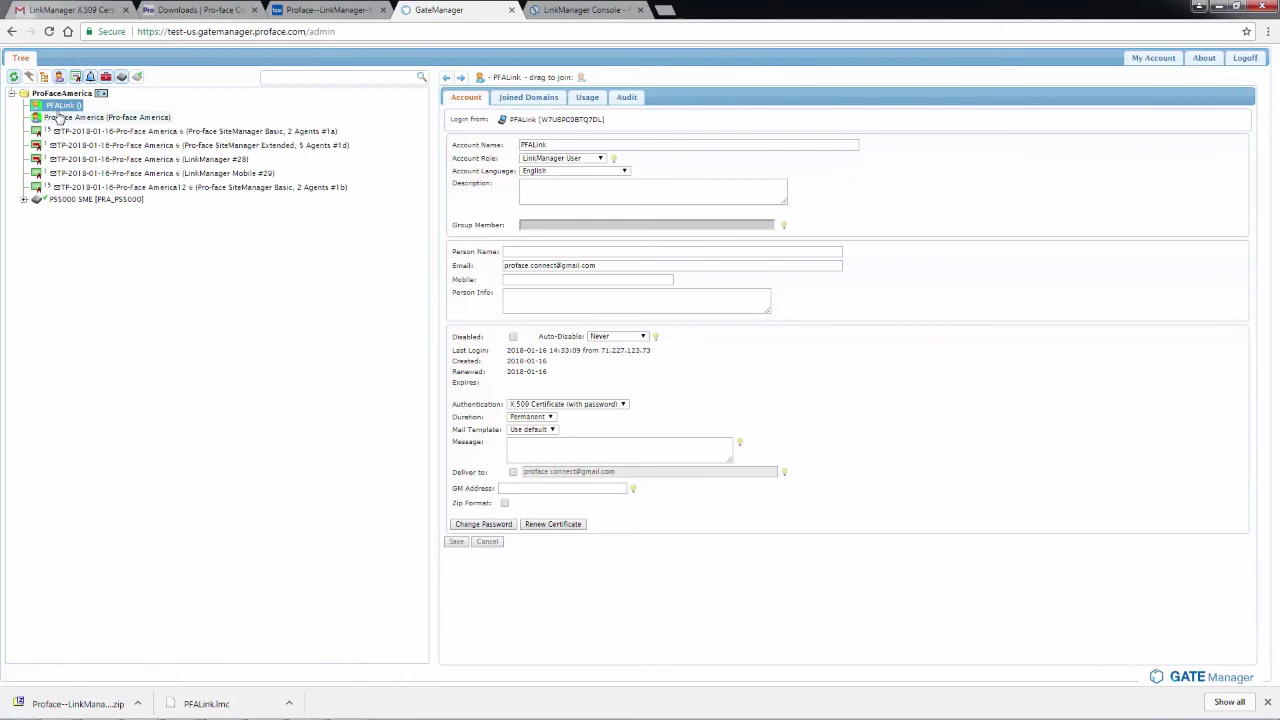 LinkManager X.509 Certif
Downloads | Pro-face Co
Proface--LinkManager-X
GateManager
LinkManager Console - P
Secure | https://test-us.gatemanager.proface.com/admin
Tree
My Account
About
Logoff
ProFaceAmerica
PFALink ()
Pro-face America (Pro-face America)
15 TP-2018-01-16-Pro-Face America (Pro-face SiteManager Basic, 2 Agents #1a)
1 TP-2018-01-16-Pro-Face America (Pro-face SiteManager Extended, 5 Agents #1d)
1 TP-2018-01-16-Pro-Face America (LinkManager #28)
TP-2018-01-16-Pro-Face America (LinkManager Mobile #29)
15 TP-2018-01-16-Pro-Face America12 (Pro-face SiteManager Basic, 2 Agents #1b)
PS5000 SME [PRA_PS5000]
- PFALink - drag to join:
Account
Joined Domains
Usage
Audit
Login from: PFALink [W7USPC0BTQ7DL]
Account Name: PFALink
Account Role: LinkManager User
Account Language: English
Description:
Group Member:
Person Name:
Email: proface.connect@gmail.com
Mobile:
Person Info:
Disabled: Auto-Disable: Never
Last Login: 2018-01-16 14:33:09 from 71.227.123.73
Created: 2018-01-16
Renewed: 2018-01-16
Expires:
Authentication: X.509 Certificate (with password)
Duration: Permanent
Mail Template: Use default
Message:
Deliver to: proface.connect@gmail.com
GM Address:
Zip Format:
Change Password
Renew Certificate
Save
Cancel
GATE Manager
Proface--LinkMana....zip
PFALink.lmc
Show all